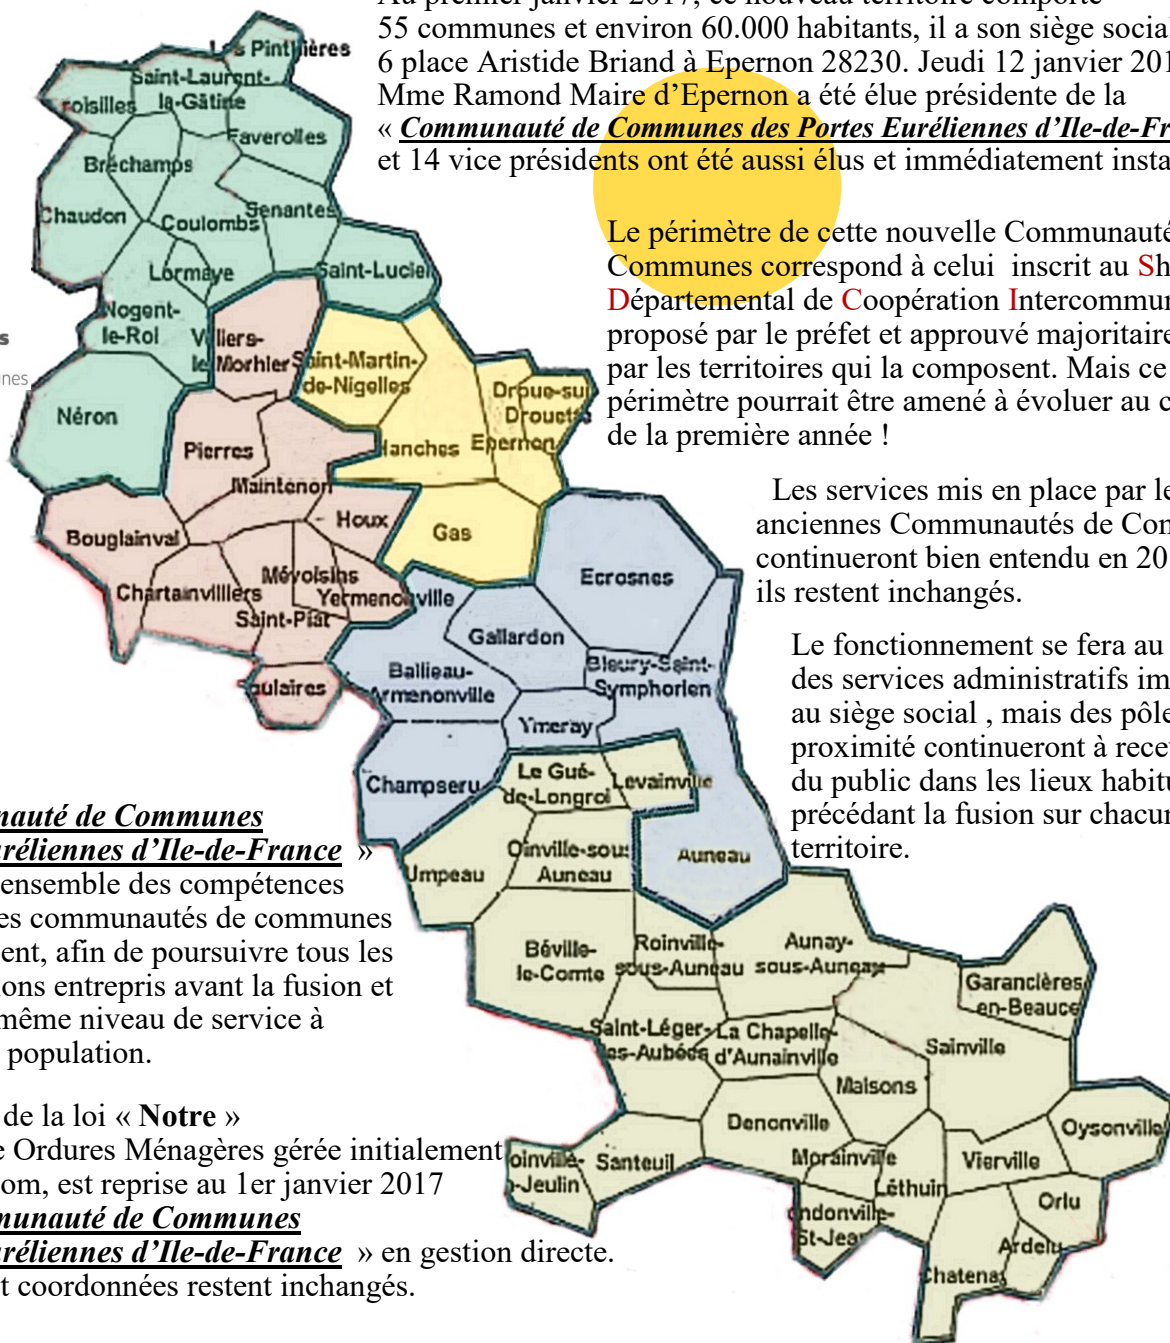 55 communes et environ 60.000 habitants, il a son siège social
6 place Aristide Briand à Epernon 28230. Jeudi 12 janvier
Mme Ramond Maire d’Epernon a été élue présidente de la
« Communauté de Communes des Portes Euréliennes d’Ile-de-Fr
et 14 vice présidents ont été aussi élus et immédiatement insta
Le périmètre de cette nouvelle Communauté
Communes correspond à celui inscrit au Sh
Départemental de Coopération Intercommun
proposé par le préfet et approuvé majoritaire
par les territoires qui la composent. Mais ce
périmètre pourrait être amené à évoluer au c
de la première année !
Les services mis en place par le
anciennes Communautés de Con
continueront bien entendu en 20
ils restent inchangés.
Le fonctionnement se fera au
des services administratifs im
au siège social , mais des pôle
proximité continueront à rece
du public dans les lieux habitu
précédant la fusion sur chacun
territoire.
nauté de Communes
réliennes d’Ile-de-France »
ensemble des compétences
es communautés de communes
ent, afin de poursuivre tous les
ions entrepris avant la fusion et
même niveau de service à
population.
de la loi « Notre »
e Ordures Ménagères gérée initialement
om, est reprise au 1er janvier 2017
munauté de Communes
réliennes d’Ile-de-France » en gestion directe.
t coordonnées restent inchangés.
s
unes
Les Pinthières
Saint-Laurent-
la-Gâtine
roisilles
Faverolles
Bréchamps
Chaudon
Coulombs
Senantes
Lormaye
Saint-Lucien
Nogent-
le-Roi
Villiers-
le Morhier
Saint-Martin-
de-Nigelles
Néron
Droue-sur
Drouette
Hanches
Epernon
Pierres
Maintenon
Houx
Gas
Bouglainval
Chartainvilliers
Mévoisins
Yermenonville
Saint-Piat
Ecrosnes
Gallardon
Bleury-Saint-
Symphorien
Bailleau-
Armenonville
oulaires
Ymeray
Champseru
Le Gué-
de-Longroi
Levainville
Umpeau
Oinville-sous
Auneau
Auneau
Béville-
le-Comte
Roinville-
sous-Auneau
Aunay-
sous-Auneau
Garancières
en-Beauce
Saint-Léger-
les-Aubées
La Chapelle-
d'Aunainville
Sainville
Maisons
Denonville
Oysonville
oinville-
-Jeulin
Santeuil
Morainville
Vierville
Léthuin
Orlu
ondonville-
St-Jean
Ardelu
Chatenay